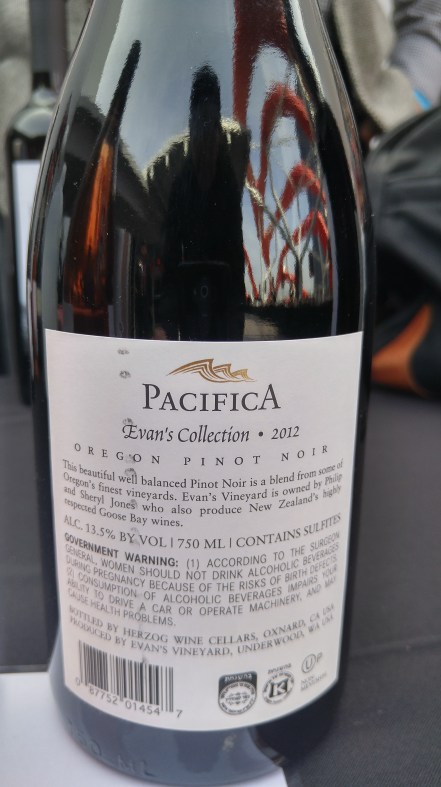 PACIFICA
Evan's Collection • 2012
OREGON PINOT NOIR
This beautiful well balanced Pinot Noir is a blend from some of
Oregon's finest vineyards. Evan's Vineyard is owned by Philip
and Sheryl Jones who also produce New Zealand's highly
respected Goose Bay wines.
ALC. 13.5% BY VOL | 750 ML | CONTAINS SULFITES
GOVERNMENT WARNING: (1) ACCORDING TO THE SURGEON
GENERAL, WOMEN SHOULD NOT DRINK ALCOHOLIC BEVERAGES
DURING PREGNANCY BECAUSE OF THE RISKS OF BIRTH DEFECTS.
(2) CONSUMPTION OF ALCOHOLIC BEVERAGES IMPAIRS YOUR
ABILITY TO DRIVE A CAR OR OPERATE MACHINERY, AND MAY
CAUSE HEALTH PROBLEMS.
BOTTLED BY HERZOG WINE CELLARS, OXNARD, CA USA
PRODUCED BY EVAN'S VINEYARD, UNDERWOOD, WA USA
0 87752 01454 7
K
U P